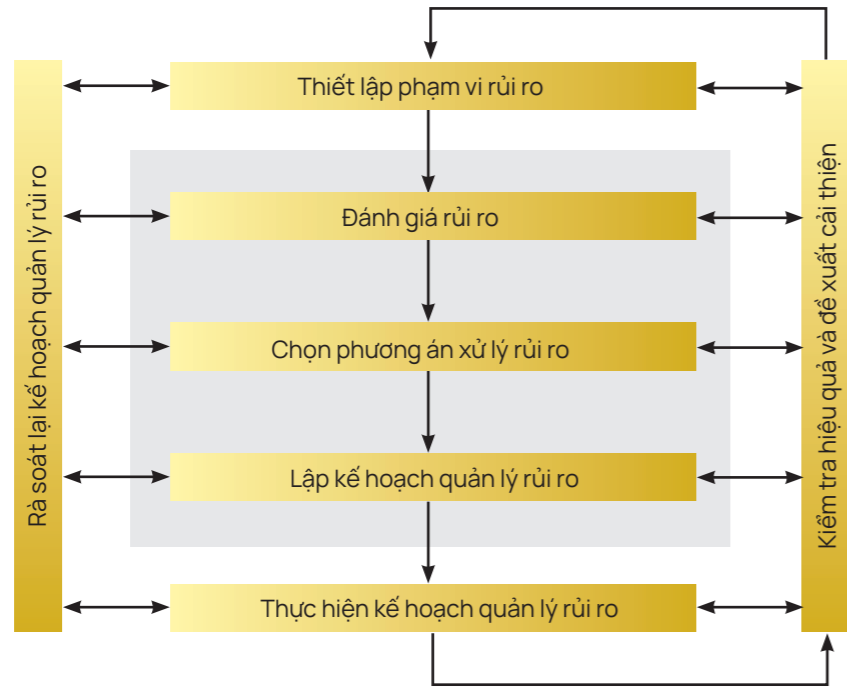 Thiết lập phạm vi rủi ro
Đánh giá rủi ro
Chọn phương án xử lý rủi ro
Lập kế hoạch quản lý rủi ro
Thực hiện kế hoạch quản lý rủi ro
Rà soát lại kế hoạch quản lý rủi ro
Kiểm tra hiệu quả và đề xuất cải thiện